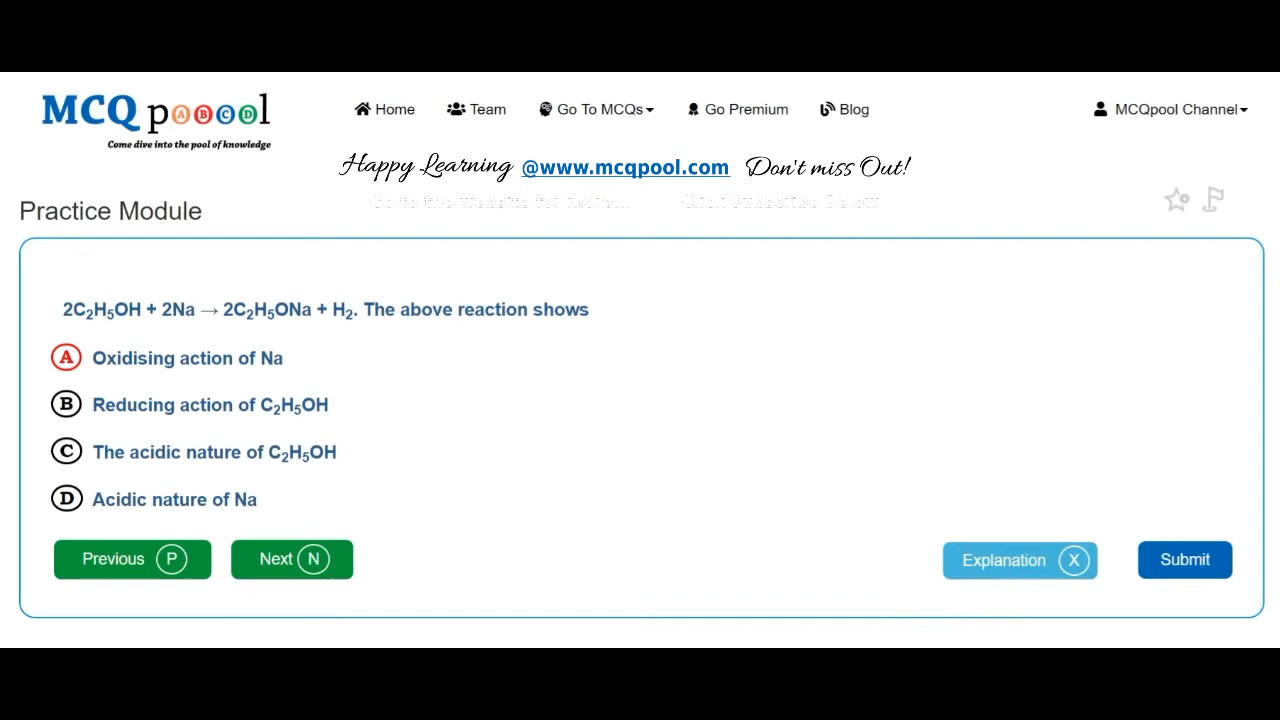 MCQ pABCDl
Come dive into the pool of knowledge
Home Team Go To MCQs Go Premium Blog MCQpool Channel
Happy Learning @www.mcqpool.com Don't miss Out!
Practice Module
2C₂H₅OH + 2Na → 2C₂H₅ONa + H₂. The above reaction shows
A Oxidising action of Na
B Reducing action of C₂H₅OH
C The acidic nature of C₂H₅OH
D Acidic nature of Na
Previous P Next N Explanation X Submit